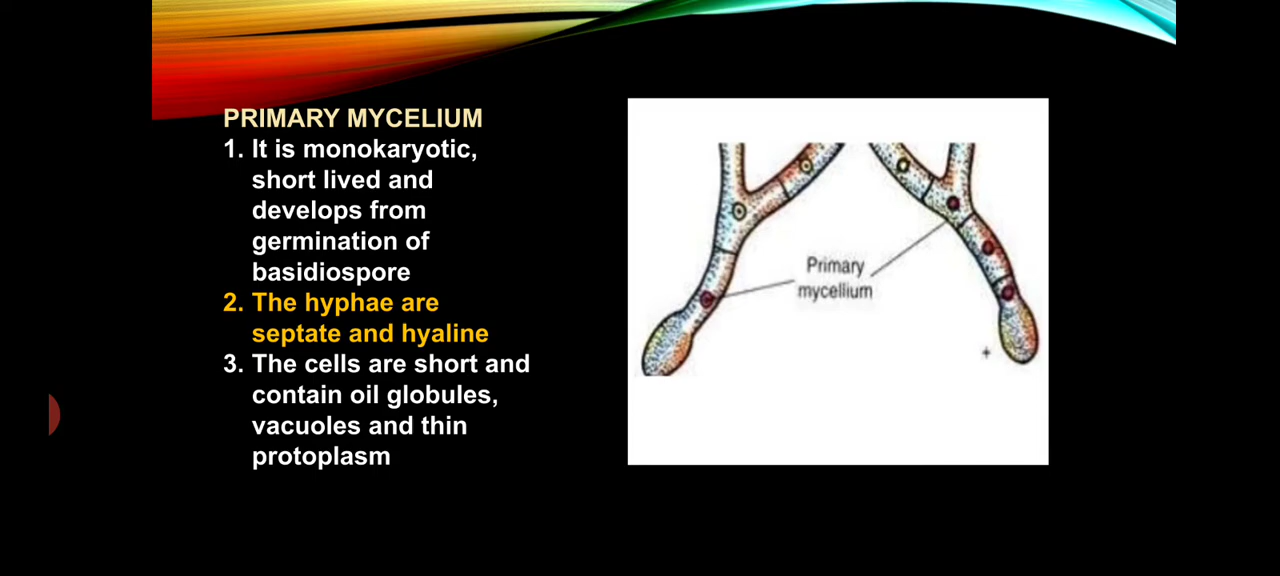 PRIMARY MYCELIUM
1. It is monokaryotic,
short lived and
develops from
germination of
basidiospore
2. The hyphae are
septate and hyaline
3. The cells are short and
contain oil globules,
vacuoles and thin
protoplasm
Primary
mycellium